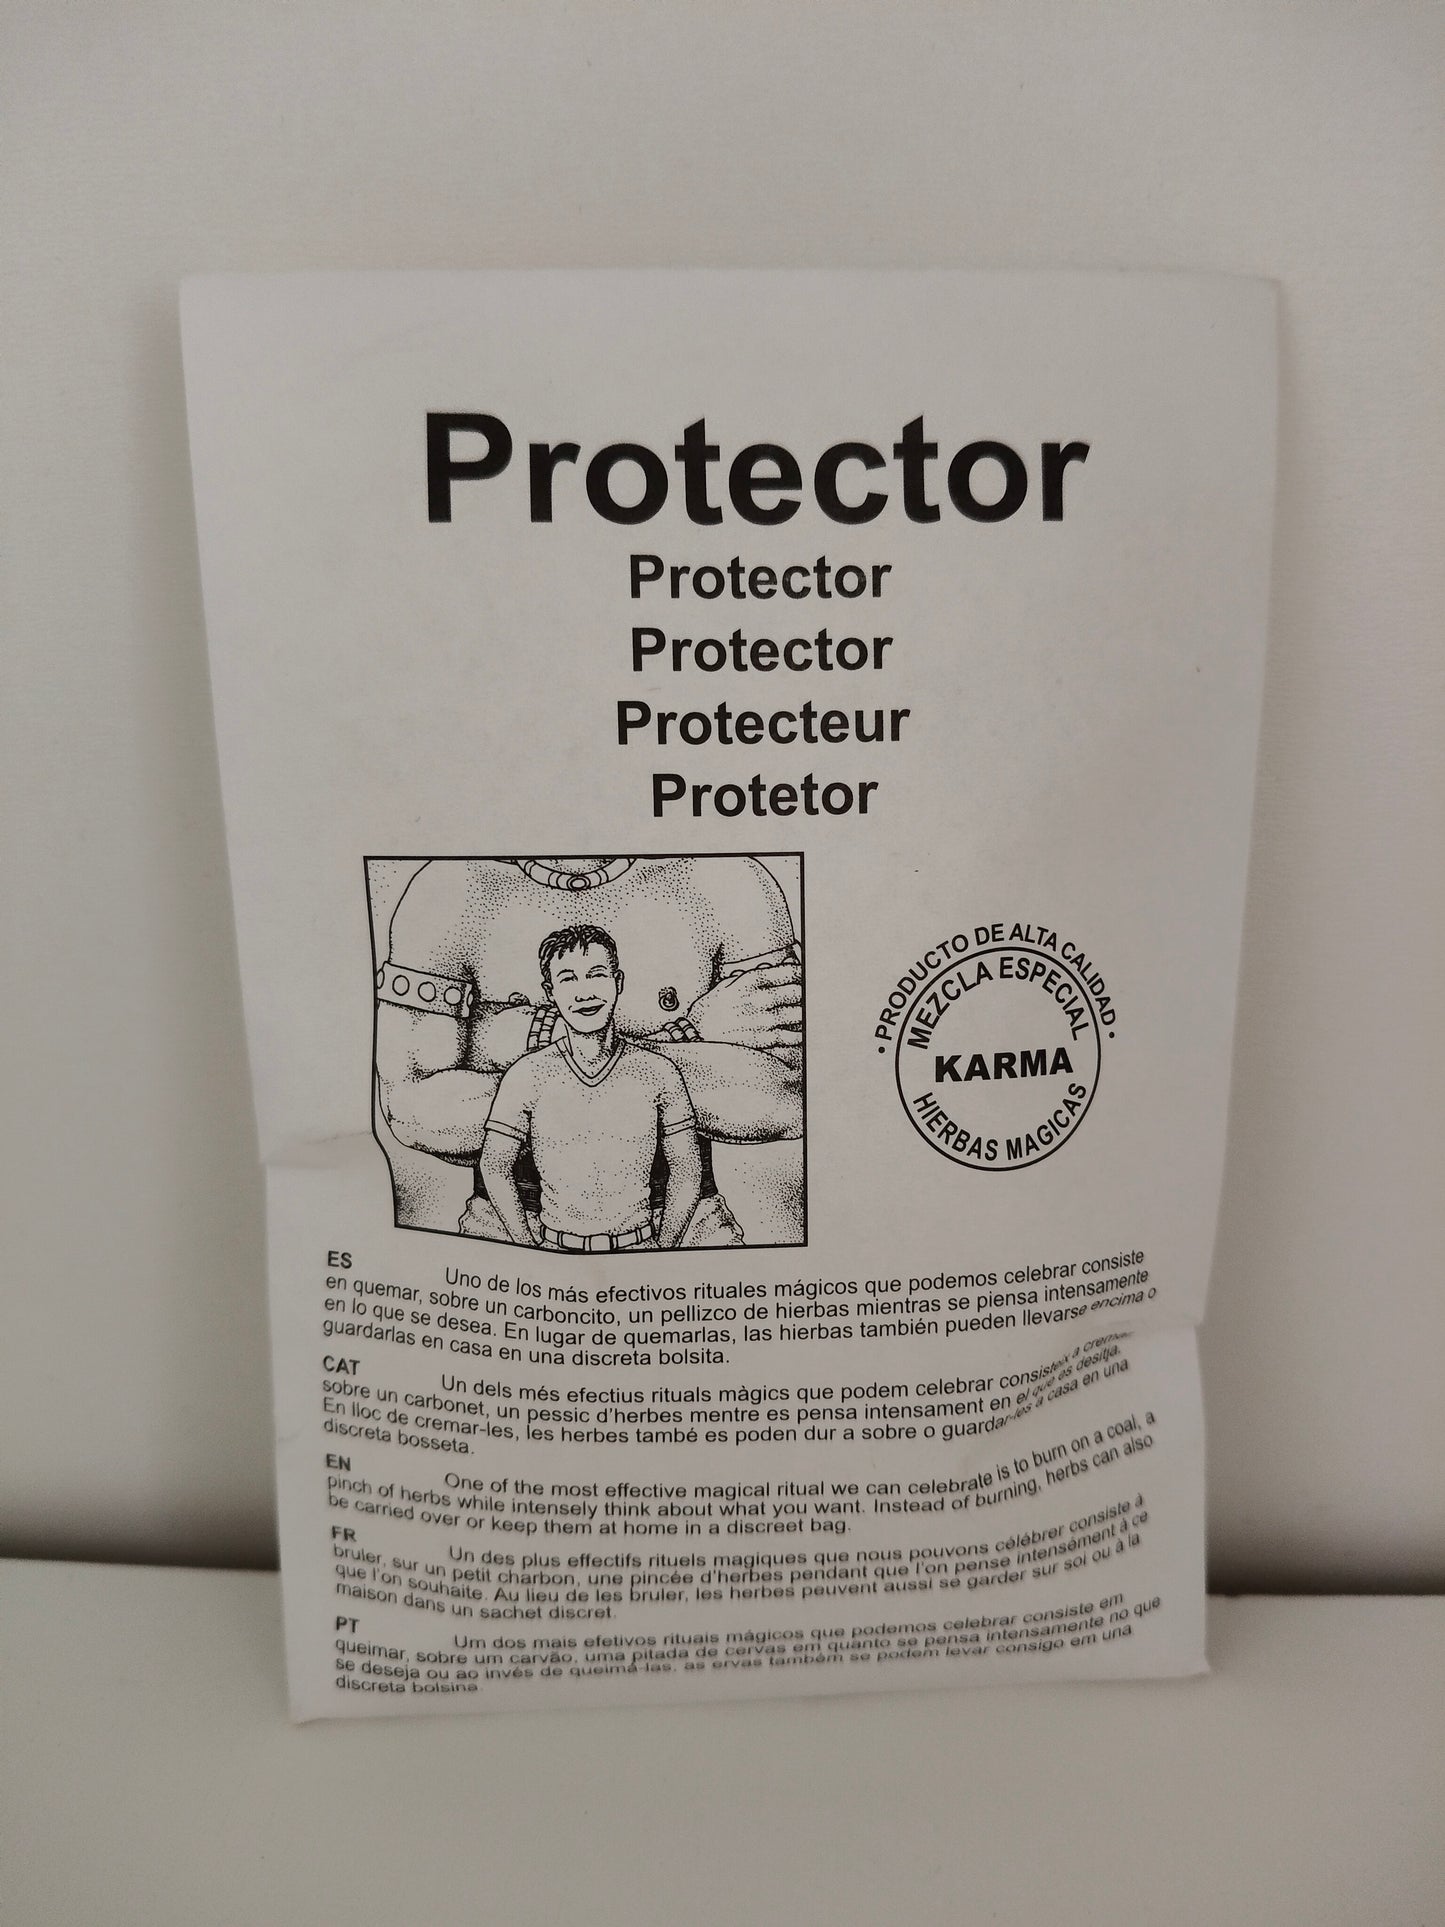 Protector
Protector
Protector
Protecteur
Protetor
• PRODUCTO DE ALTA CALIDAD •
MEZCLA ESPECIAL
KARMA
HIERBAS MAGICAS
ES
Uno de los más efectivos rituales mágicos que podemos celebrar consiste
en quemar, sobre un carboncito, un pellizco de hierbas mientras se piensa intensamente
en lo que se desea. En lugar de quemarlas, las hierbas también pueden llevarse encima o
guardarlas en casa en una discreta bolsita.
CAT
Un dels més efectius rituals màgics que podem celebrar consisteix a cremar
sobre un carbonet, un pessic d'herbes mentre es pensa intensament en el que es desitja.
En lloc de cremar-les, les herbes també es poden dur a sobre o guardar-les a casa en una
discreta bosseta.
EN
One of the most effective magical ritual we can celebrate is to burn on a coal, a
pinch of herbs while intensely think about what you want. Instead of burning, herbs can also
be carried over or keep them at home in a discreet bag.
FR
Un des plus effectifs rituels magiques que nous pouvons célébrer consiste à
bruler, sur un petit charbon, une pincée d'herbes pendant que l'on pense intensément à ce
que l'on souhaite. Au lieu de les bruler, les herbes peuvent aussi se garder sur soi ou à la
maison dans un sachet discret.
PT
Um dos mais efetivos rituais mágicos que podemos celebrar consiste em
queimar, sobre um carvão, uma pitada de cervas em quanto se pensa intensamente no que
se deseja ou ao invés de queimá-las, as ervas também se podem levar consigo em uma
discreta bolsina.